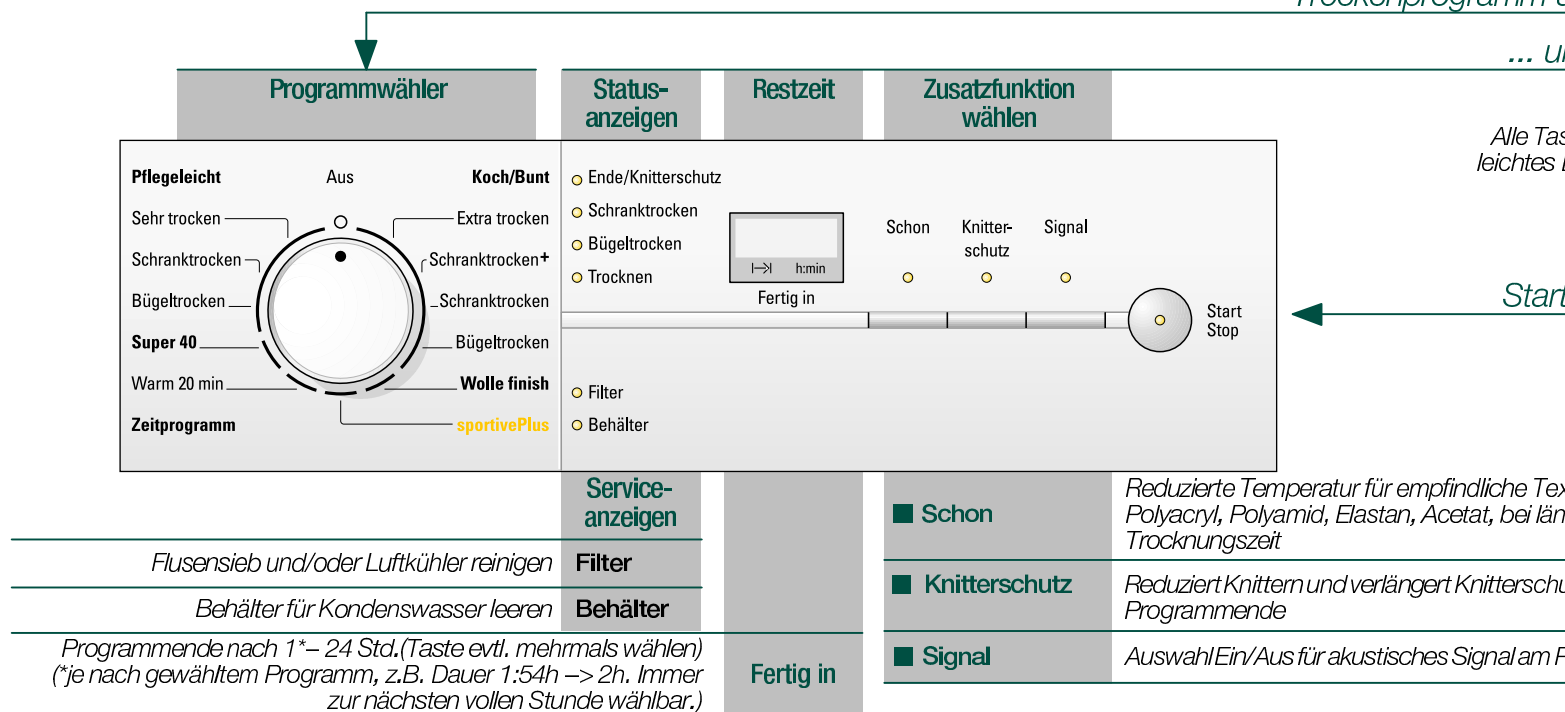 Trockenprogramm
... 
Programmwähler
Status-
anzeigen
Restzeit
Zusatzfunktion
wählen
Alle
leichtes
Pflegeleicht
Aus
Koch/Bunt
Sehr trocken
Extra trocken
Schranktrocken
Schranktrocken+
Bügeltrocken
Schranktrocken
Super 40
Bügeltrocken
Warm 20 min
Wolle finish
Zeitprogramm
sportivePlus
Ende/Knitterschutz
Schranktrocken
Bügeltrocken
Trocknen
h:min
Fertig in
Schon
Knitter-
schutz
Signal
Start
Stop
Start
Filter
Behälter
Service-
anzeigen
Flusensieb und/oder Luftkühler reinigen Filter
Behälter für Kondenswasser leeren Behälter
Programmende nach 1*– 24 Std.(Taste evtl. mehrmals wählen)
(*je nach gewähltem Programm, z.B. Dauer 1:54h –> 2h. Immer
zur nächsten vollen Stunde wählbar.)
Fertig in
Schon
Reduzierte Temperatur für empfindliche Tex
Polyacryl, Polyamid, Elastan, Acetat, bei län
Trocknungszeit
Knitterschutz
Reduziert Knittern und verlängert Knitterschu
Programmende
Signal
Auswahl Ein/Aus für akustisches Signal am P